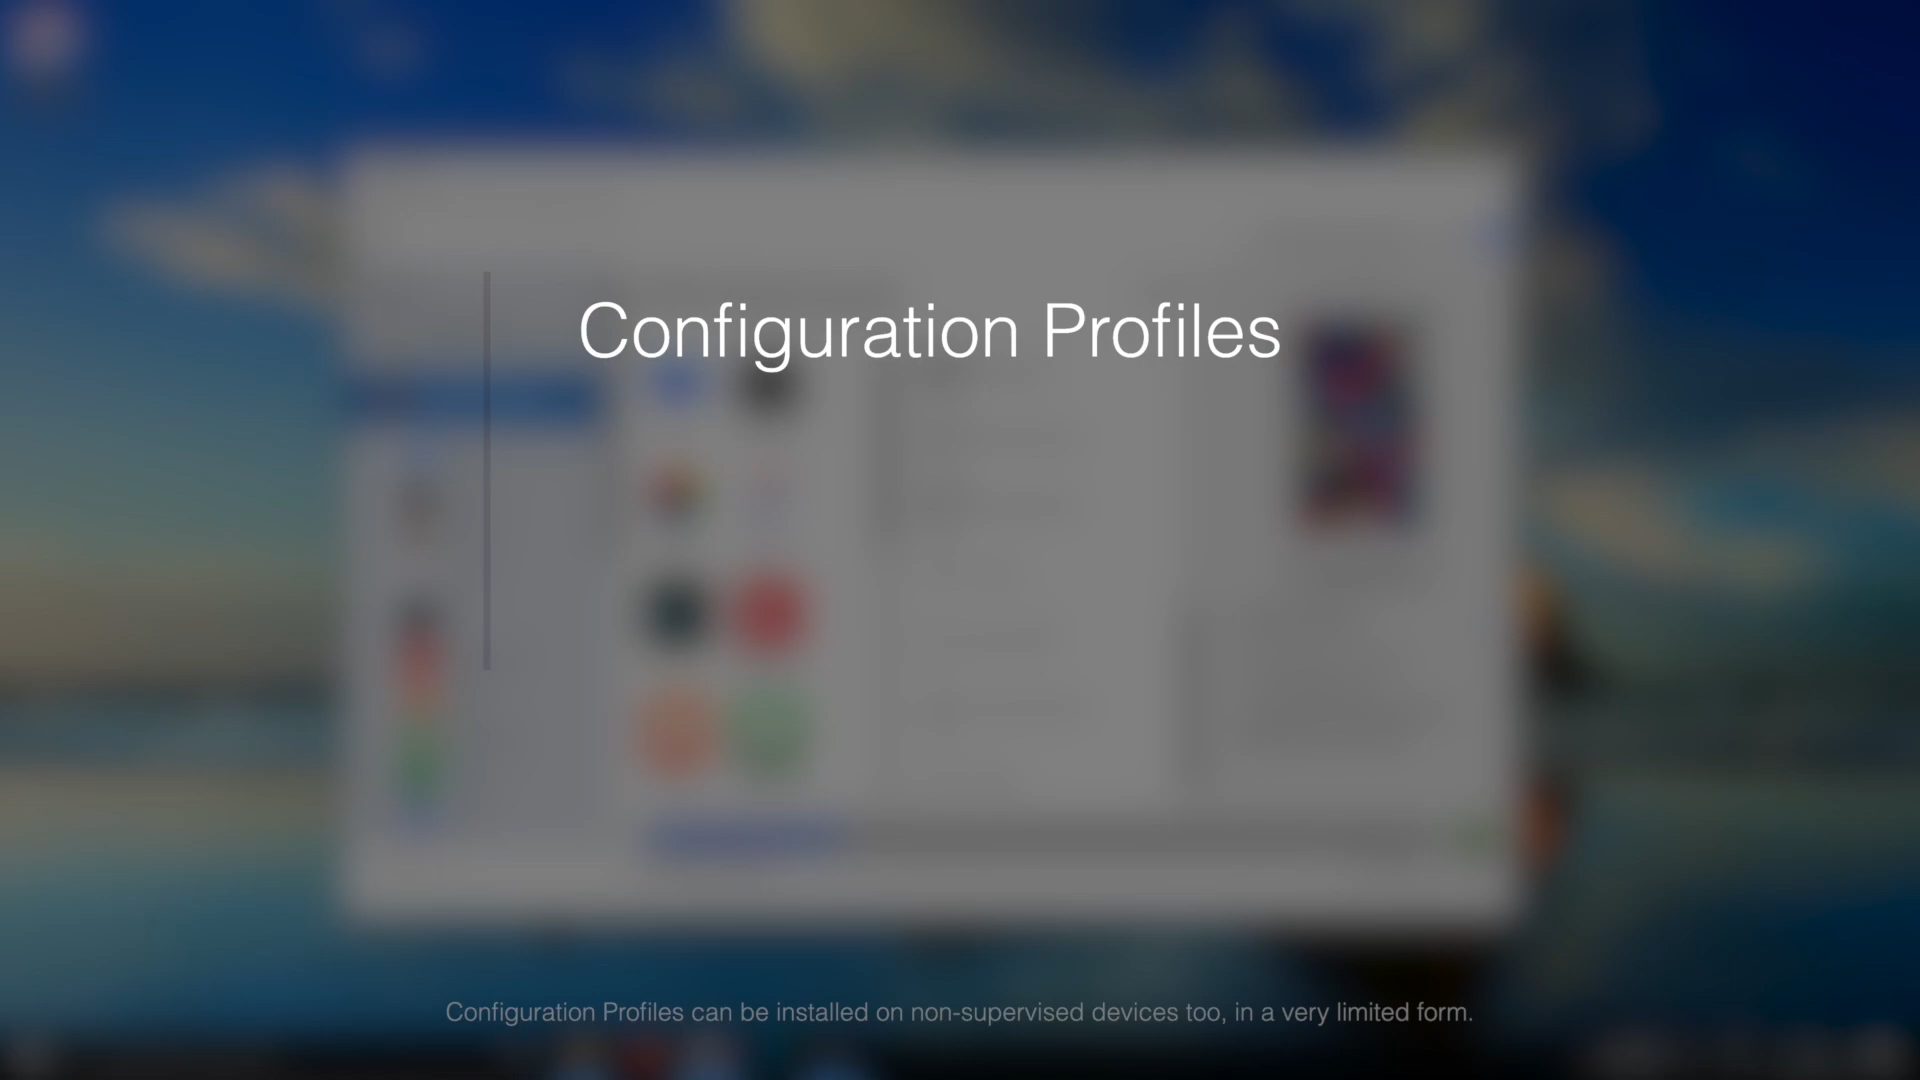 Configuration Profiles
Configuration Profiles can be installed on non-supervised devices too, in a very limited form.